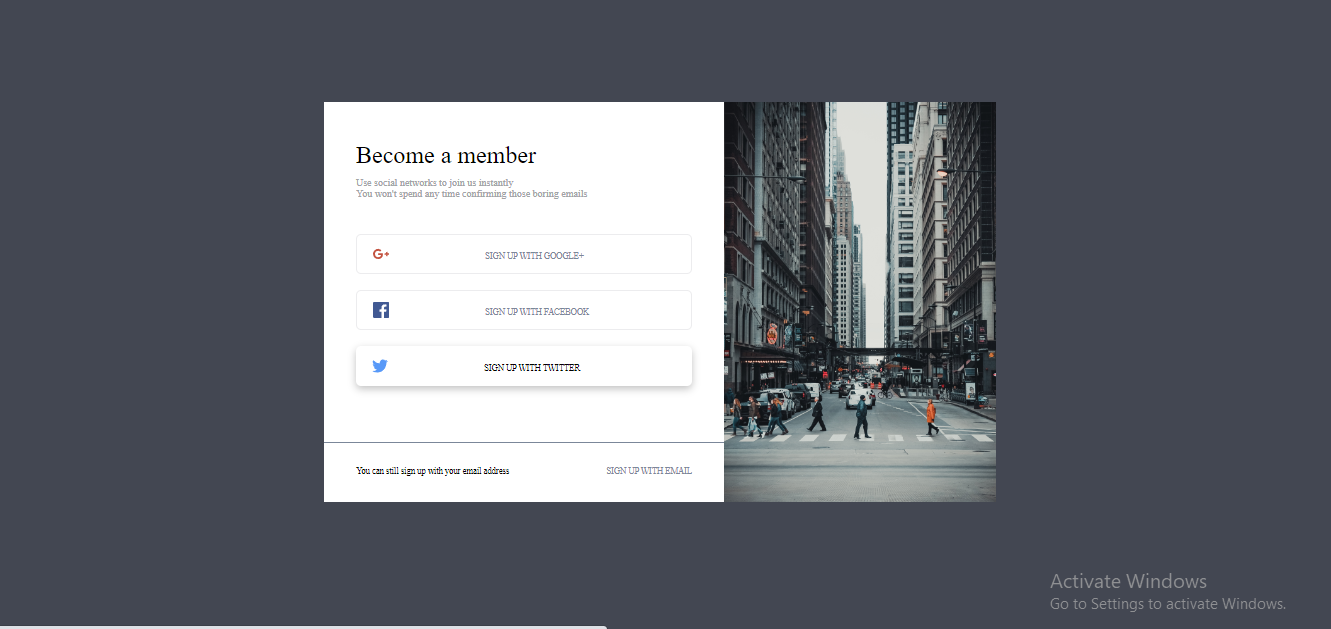 Become a member
Use social networks to join us instantly
You won't spend any time confirming those boring emails
G+ SIGN UP WITH GOOGLE+
f SIGN UP WITH FACEBOOK
SIGN UP WITH TWITTER
You can still sign up with your email address
SIGN UP WITH EMAIL
Activate Windows
Go to Settings to activate Windows.